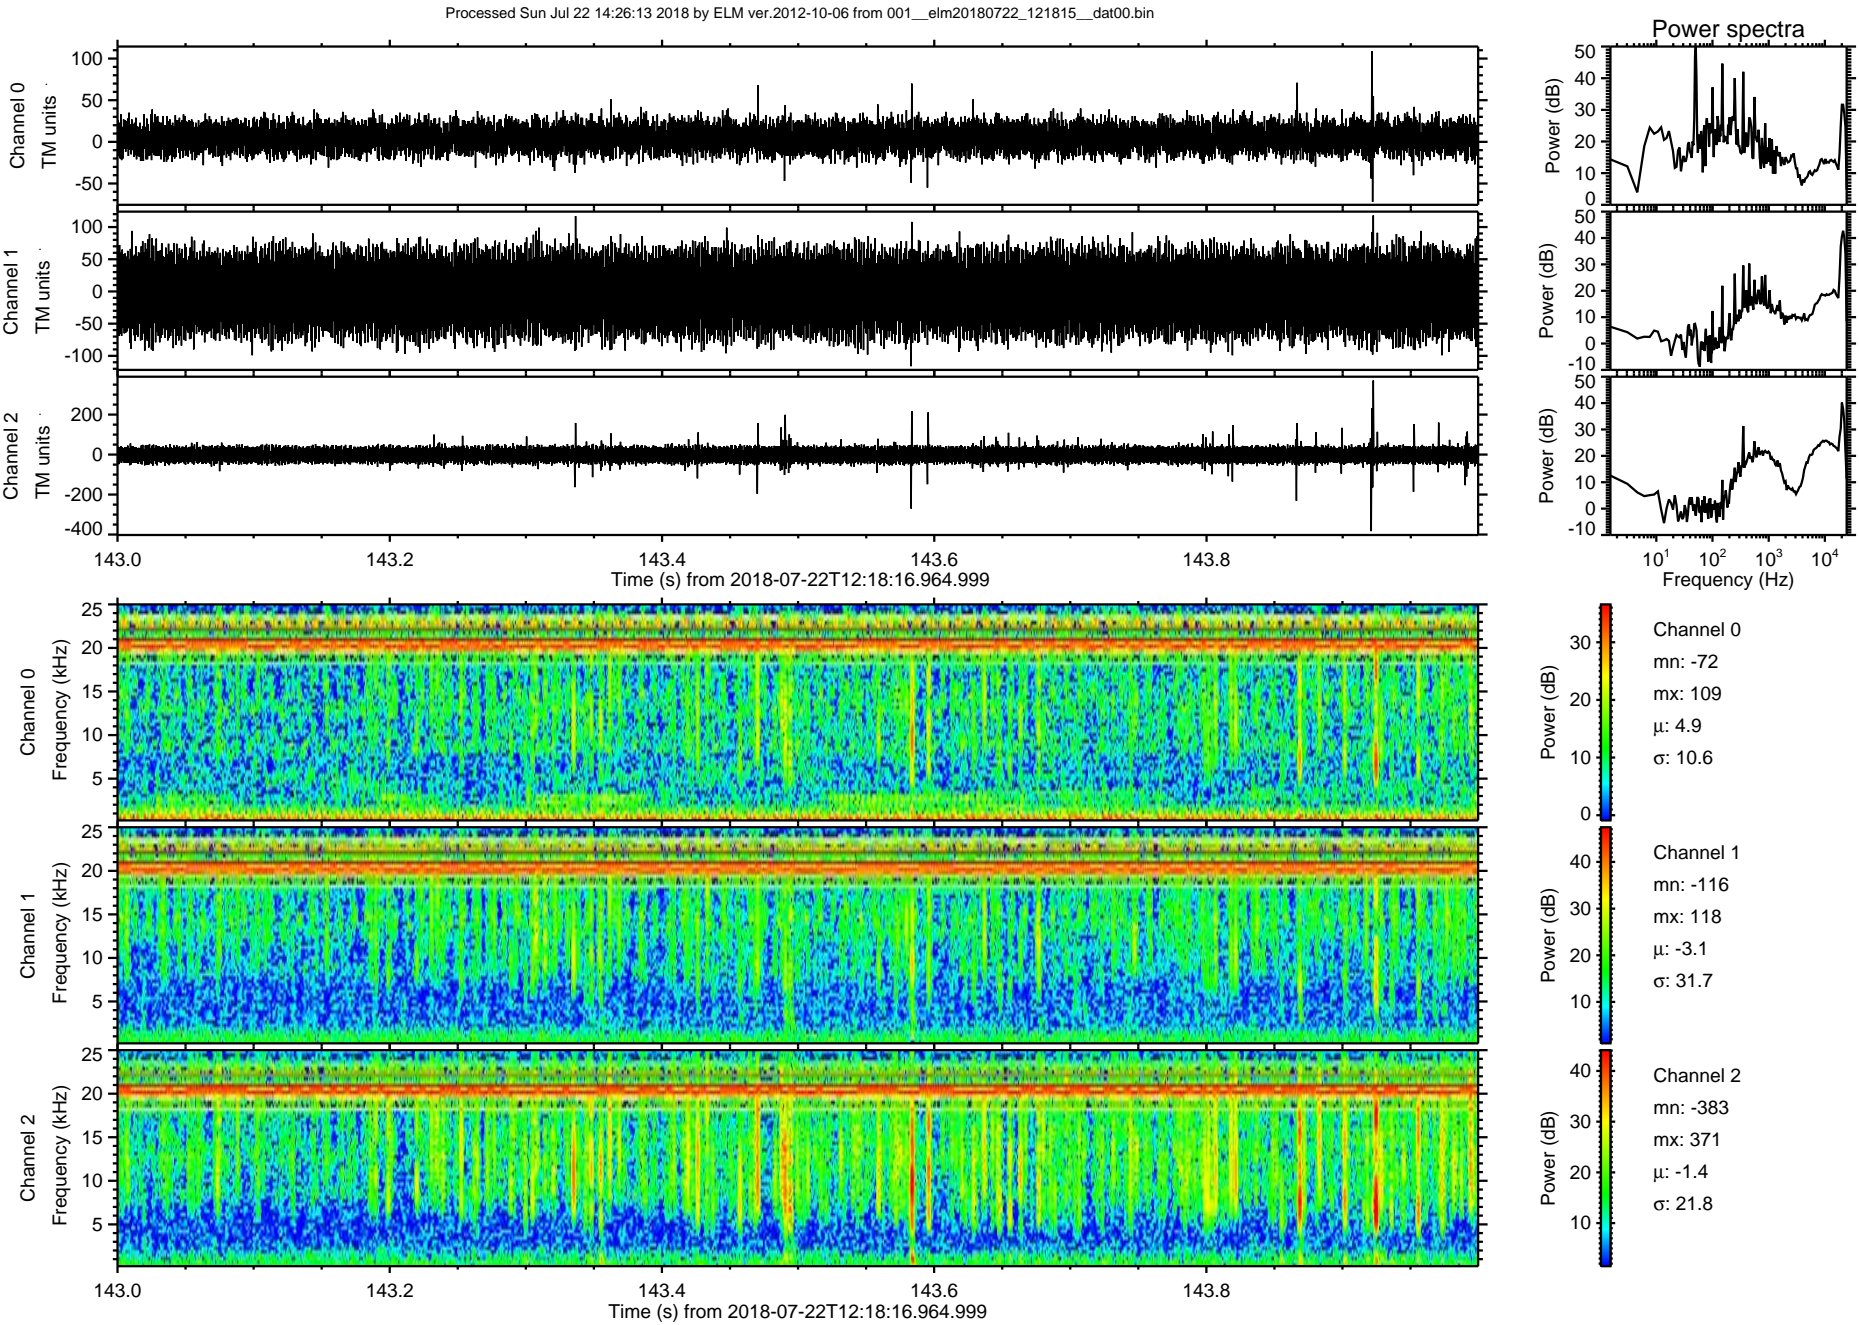 Processed Sun Jul 22 14:26:13 2018 by ELM ver.2012-10-06 from 001__elm20180722_121815__dat00.bin
Power spectra
Channel 0
TM units
100
50
0
-50
Power (dB)
50
40
30
20
10
0
Channel 1
TM units
100
50
0
-50
-100
Power (dB)
50
40
30
20
10
0
-10
Channel 2
TM units
200
0
-200
-400
Power (dB)
50
40
30
20
10
0
-10
143.0 143.2 143.4 143.6 143.8
Time (s) from 2018-07-22T12:18:16.964.999
10¹ 10² 10³ 10⁴
Frequency (Hz)
Channel 0
Frequency (kHz)
25
20
15
10
5
Power (dB)
30
20
10
0
Channel 0
mn: -72
mx: 109
μ: 4.9
σ: 10.6
Channel 1
Frequency (kHz)
25
20
15
10
5
Power (dB)
40
30
20
10
Channel 1
mn: -116
mx: 118
μ: -3.1
σ: 31.7
Channel 2
Frequency (kHz)
25
20
15
10
5
Power (dB)
40
30
20
10
Channel 2
mn: -383
mx: 371
μ: -1.4
σ: 21.8
143.0 143.2 143.4 143.6 143.8
Time (s) from 2018-07-22T12:18:16.964.999